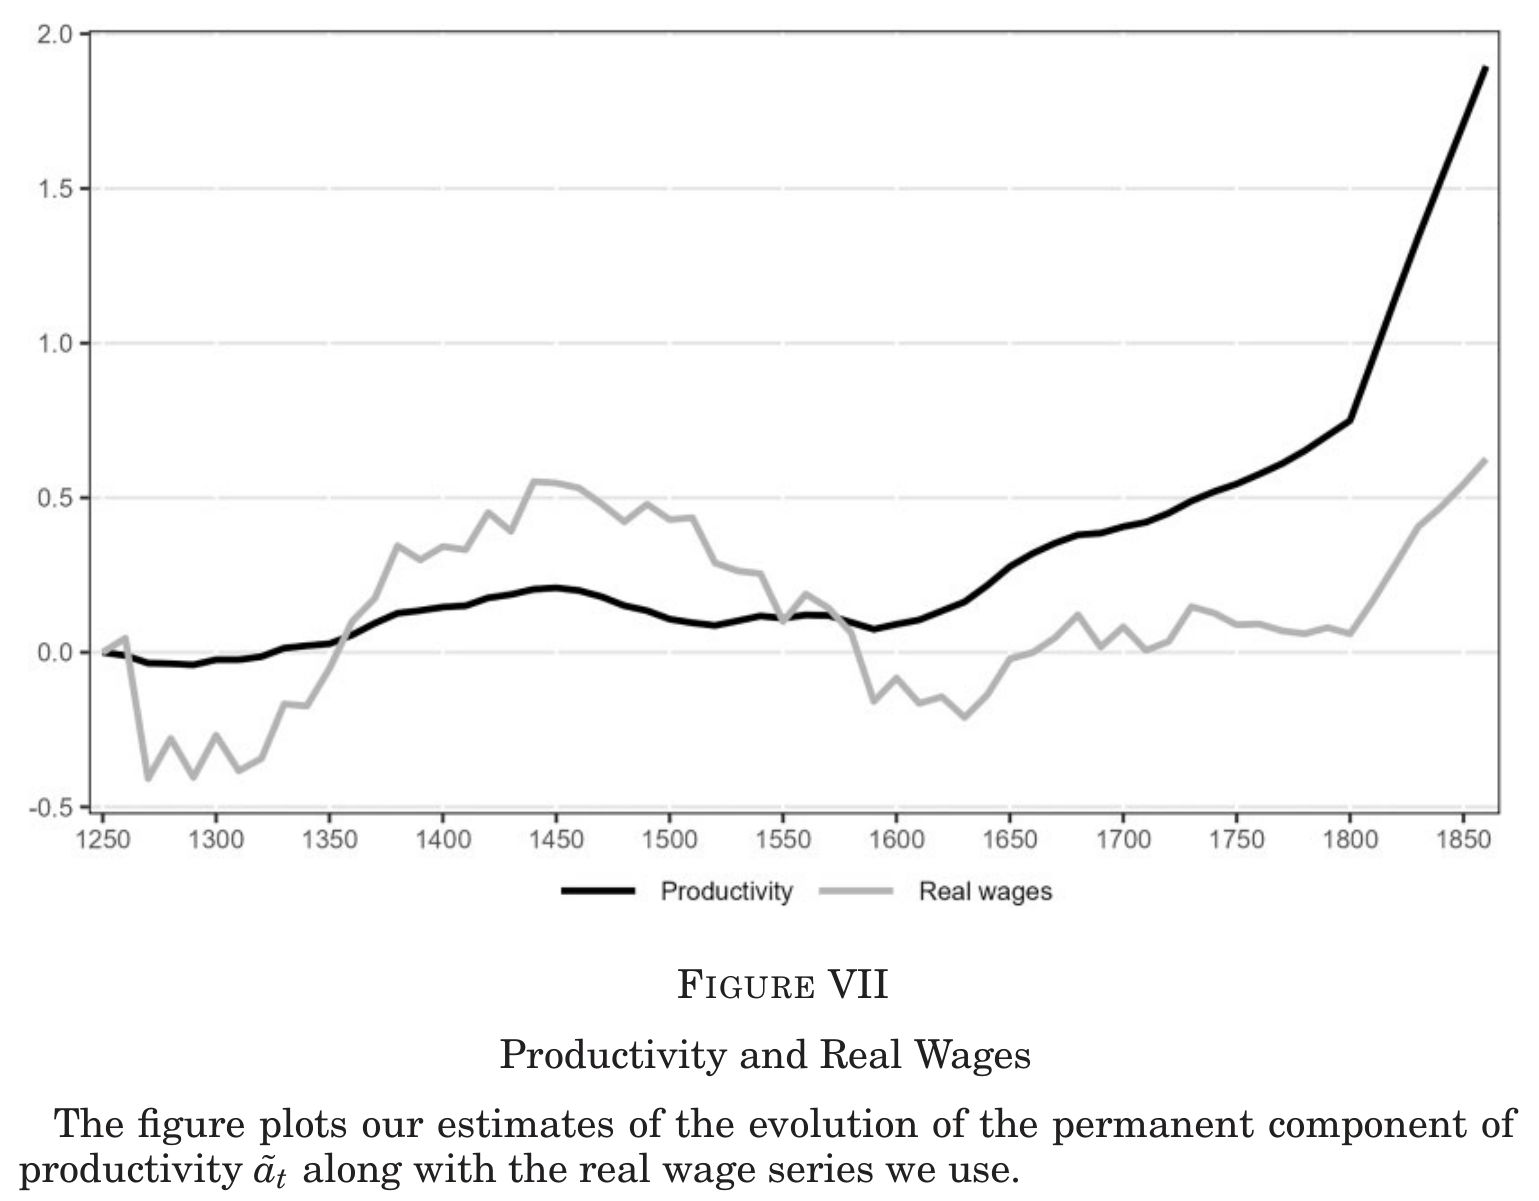 2.0
1.5
1.0
0.5
0.0
-0.5
1250 1300 1350 1400 1450 1500 1550 1600 1650 1700 1750 1800 1850
Productivity Real wages
FIGURE VII
Productivity and Real Wages
The figure plots our estimates of the evolution of the permanent component of
productivity ãₜ along with the real wage series we use.